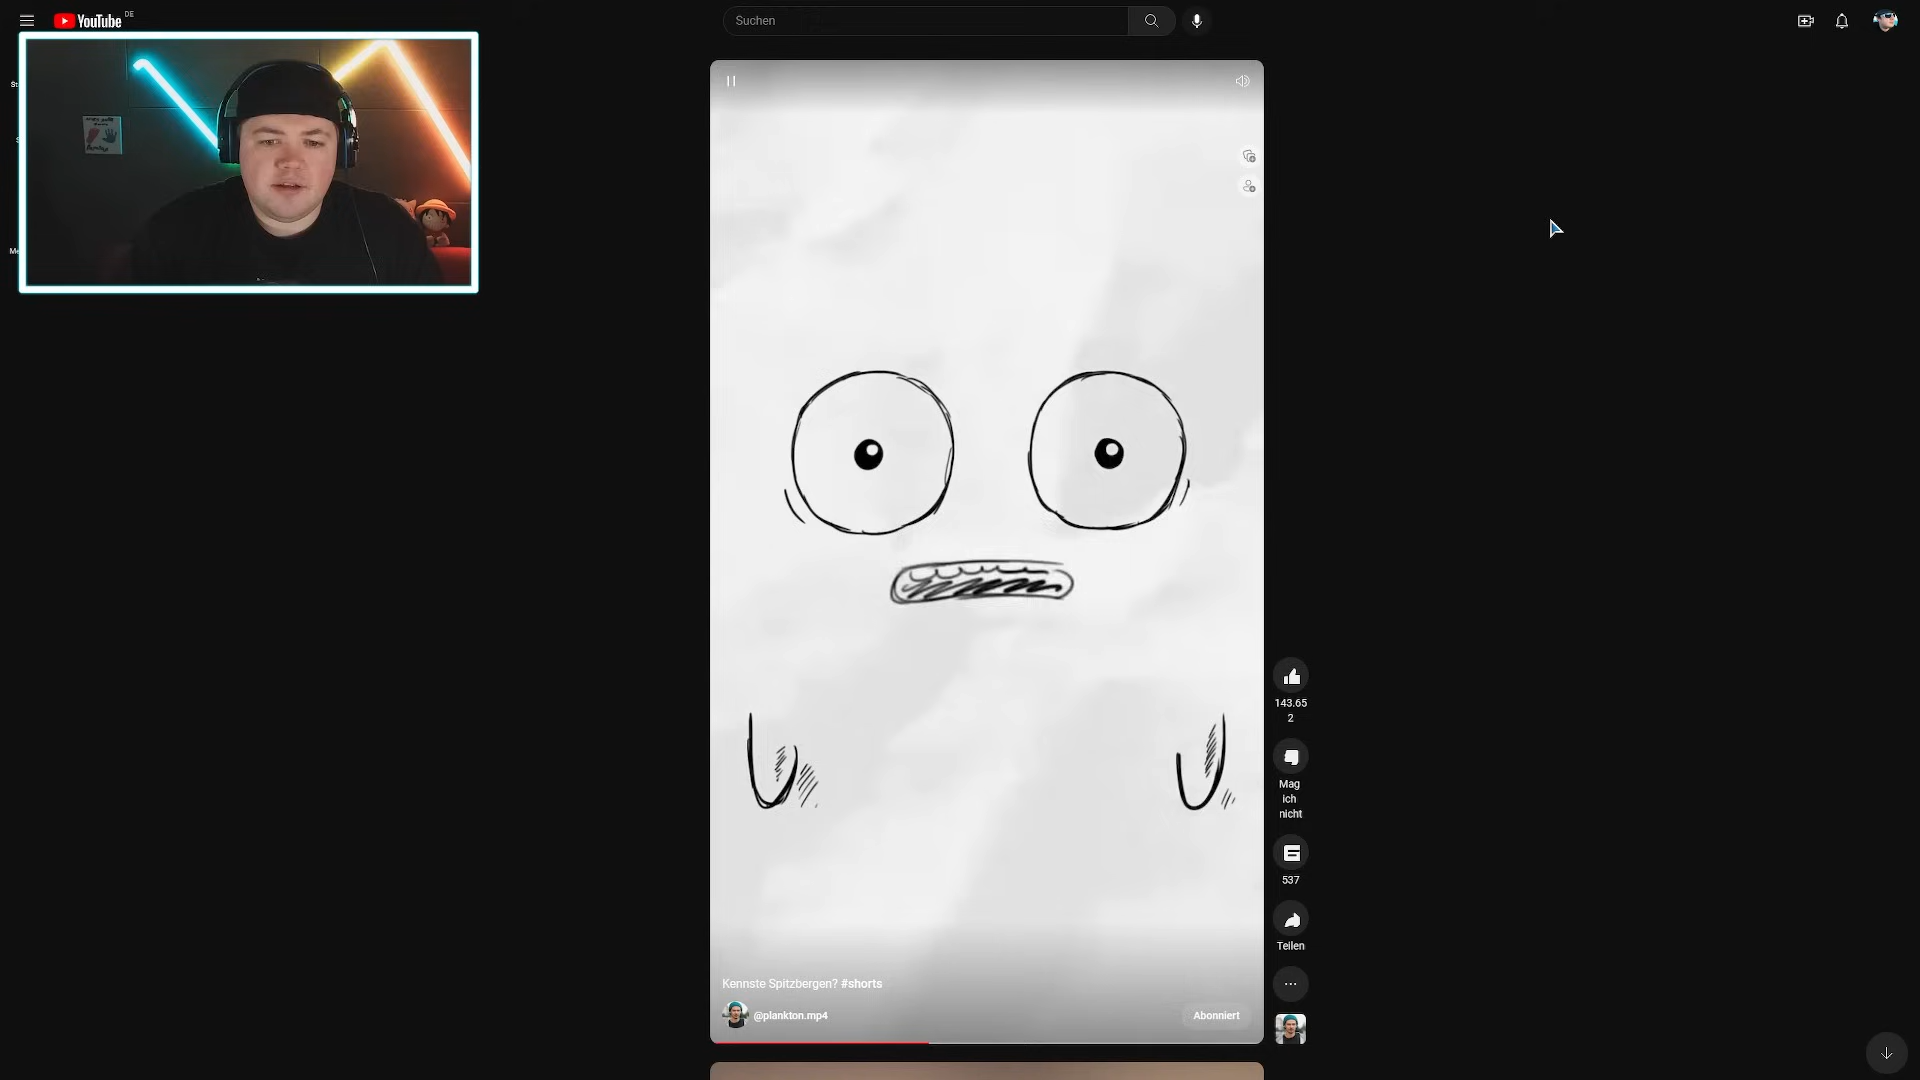 YouTube DE
Suchen
143.65
2
Mag
ich
nicht
537
Teilen
Kennste Spitzbergen? #shorts
@plankton.mp4
Abonniert